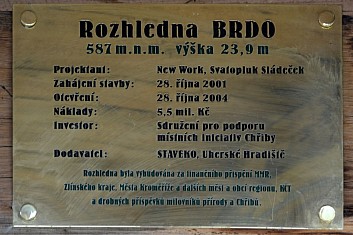 Rozhledna BRDO
587 m.n.m. výška 23,9 m
Projektant: New Work, Svatopluk Sládeček
Zahájení stavby: 28. října 2001
Otevření: 28. října 2004
Náklady: 5,5 mil. Kč
Investor: Sdružení pro podporu
místních iniciativ Chřiby
Dodavatel: STAVEKO, Uherské Hradiště
Rozhledna byla vybudována za finančního přispění MMR,
Zlínského kraje, Města Kroměříže a dalších měst a obcí regionu, KČT
a drobných příspěvků milovníků přírody a Chřibů.